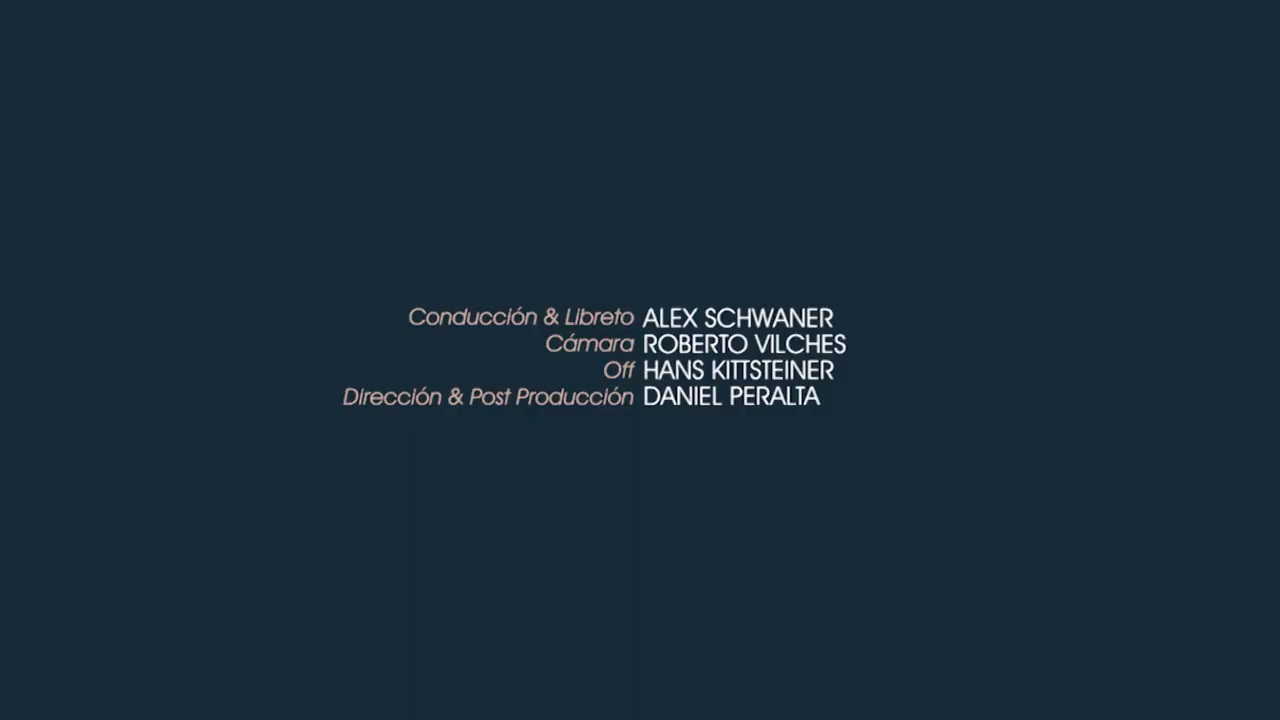 Conducción & Libreto ALEX SCHWANER
Cámara ROBERTO VILCHES
Off HANS KITTSTEINER
Dirección & Post Producción DANIEL PERALTA